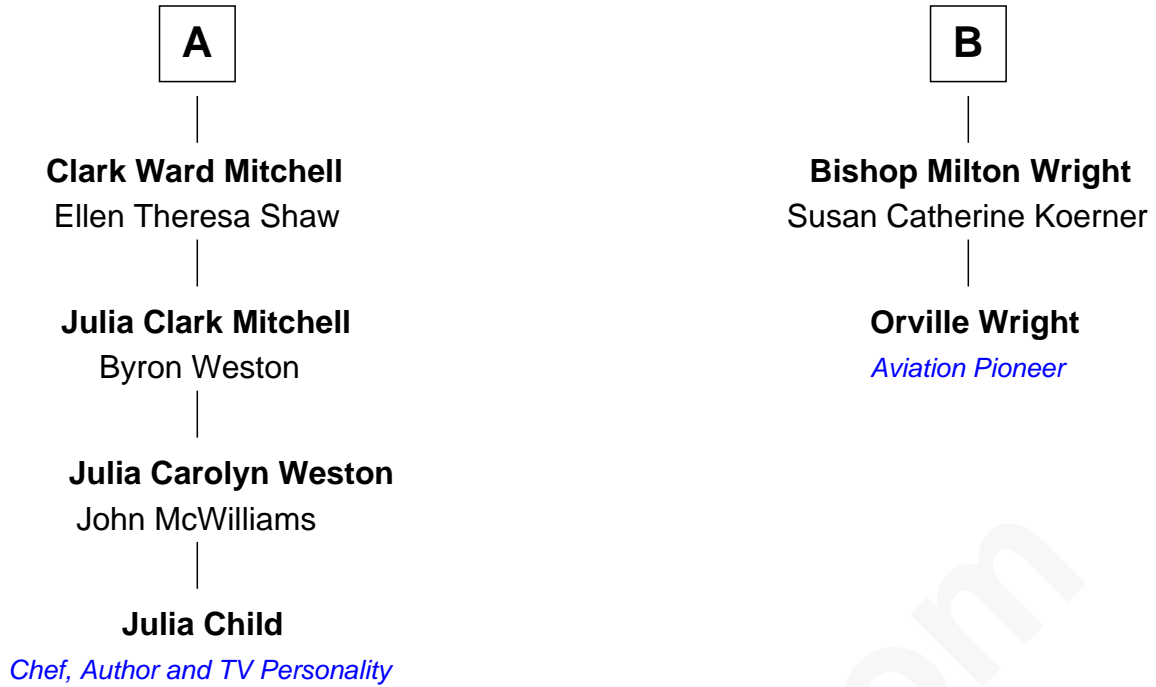 A
Clark Ward Mitchell
Ellen Theresa Shaw
Julia Clark Mitchell
Byron Weston
Julia Carolyn Weston
John McWilliams
Julia Child
Chef, Author and TV Personality
B
Bishop Milton Wright
Susan Catherine Koerner
Orville Wright
Aviation Pioneer
om